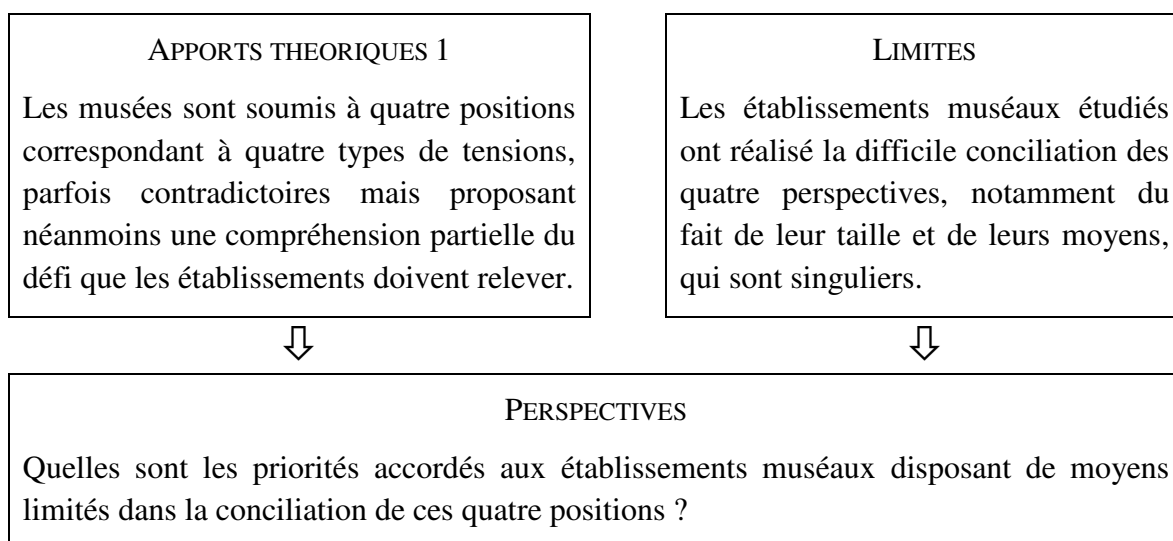 APPORTS THEORIQUES 1
Les musées sont soumis à quatre positions
correspondant à quatre types de tensions,
parfois contradictoires mais proposant
néanmoins une compréhension partielle du
défi que les établissements doivent relever.
LIMITES
Les établissements muséaux étudiés
ont réalisé la difficile conciliation des
quatre perspectives, notamment du
fait de leur taille et de leurs moyens,
qui sont singuliers.
PERSPECTIVES
Quelles sont les priorités accordés aux établissements muséaux disposant de moyens
limités dans la conciliation de ces quatre positions ?